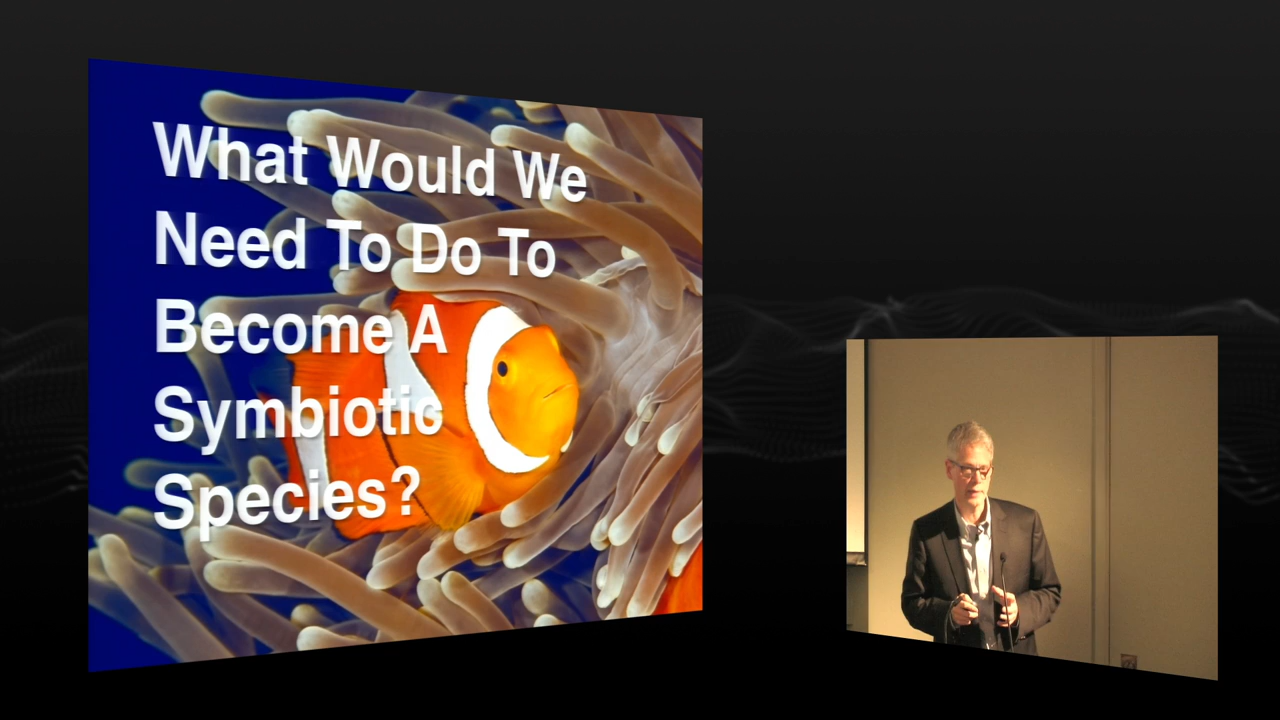 What Would We
Need To Do To
Become A
Symbiotic
Species?